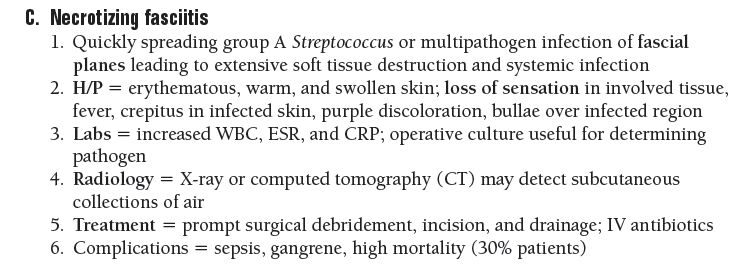 C. Necrotizing fasciitis
1. Quickly spreading group A Streptococcus or multipathogen infection of fascial
planes leading to extensive soft tissue destruction and systemic infection
2. H/P = erythematous, warm, and swollen skin; loss of sensation in involved tissue,
fever, crepitus in infected skin, purple discoloration, bullae over infected region
3. Labs = increased WBC, ESR, and CRP; operative culture useful for determining
pathogen
4. Radiology = X-ray or computed tomography (CT) may detect subcutaneous
collections of air
5. Treatment = prompt surgical debridement, incision, and drainage; IV antibiotics
6. Complications = sepsis, gangrene, high mortality (30% patients)